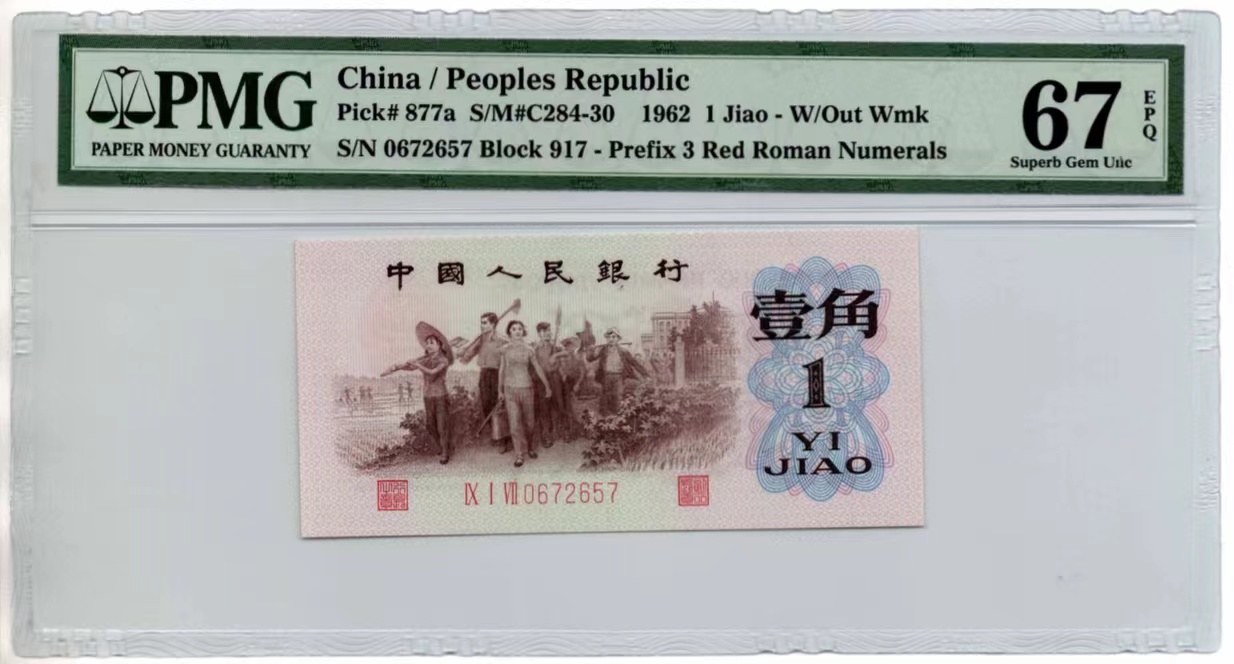 PMG
PAPER MONEY GUARANTY
China / Peoples Republic
Pick# 877a S/M#C284-30 1962 1 Jiao - W/Out Wmk
S/N 0672657 Block 917 - Prefix 3 Red Roman Numerals
67
EPQ
Superb Gem Unc
中國人民銀行
壹角
1
YI
JIAO
IX I VII 0672657